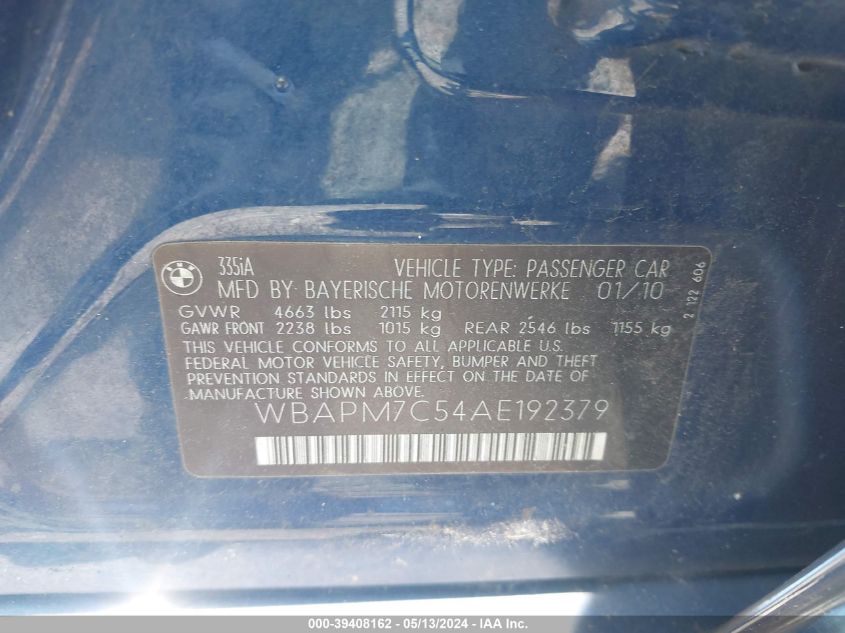 BMW
335iA VEHICLE TYPE: PASSENGER CAR
MFD BY BAYERISCHE MOTORENWERKE 01/10
GVWR 4663 lbs 2115 kg
GAWR FRONT 2238 lbs 1015 kg REAR 2546 lbs 1155 kg
THIS VEHICLE CONFORMS TO ALL APPLICABLE U.S.
FEDERAL MOTOR VEHICLE SAFETY, BUMPER AND THEFT
PREVENTION STANDARDS IN EFFECT ON THE DATE OF
MANUFACTURE SHOWN ABOVE.
WBAPM7C54AE192379
2 122 606
000-39408162 - 05/13/2024 - IAA Inc.